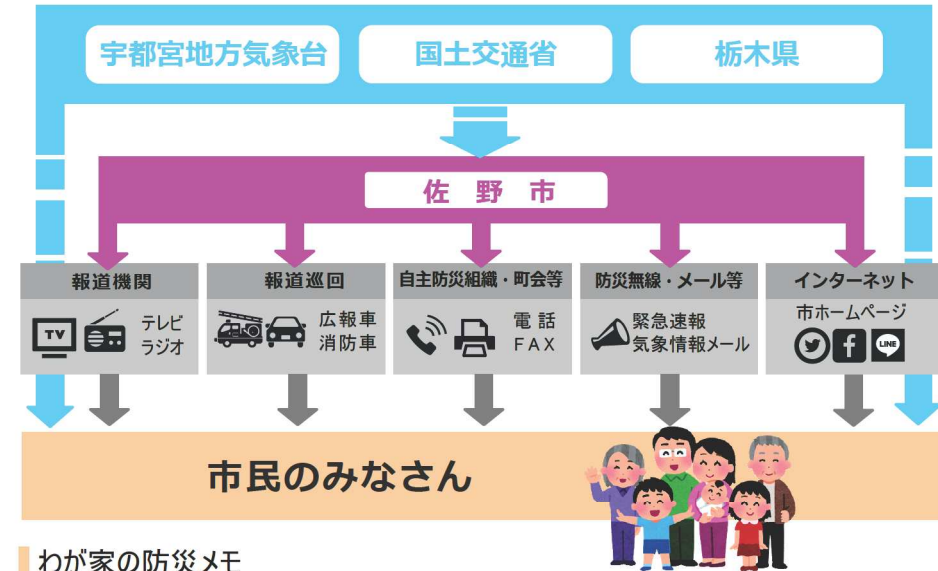 宇都宮地方気象台
国土交通省
栃木県
佐野市
報道機関
TV
テレビ
ラジオ
報道巡回
広報車
消防車
自主防災組織・町会等
電話
FAX
防災無線・メール等
緊急速報
気象情報メール
インターネット
市ホームページ
f
LINE
市民のみなさん
わが家の防災メモ